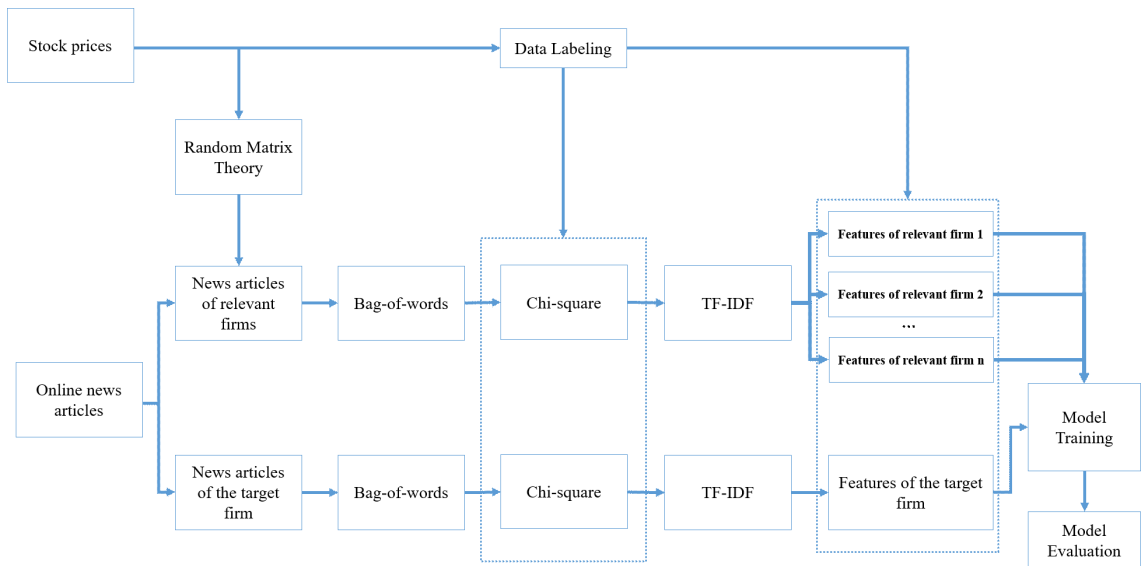 Stock prices
Data Labeling
Random Matrix
Theory
Features of relevant firm 1
News articles
of relevant
firms
Bag-of-words
Chi-square
TF-IDF
Features of relevant firm 2
...
Features of relevant firm n
Online news
articles
Model
Training
News articles
of the target
firm
Bag-of-words
Chi-square
TF-IDF
Features of the target
firm
Model
Evaluation